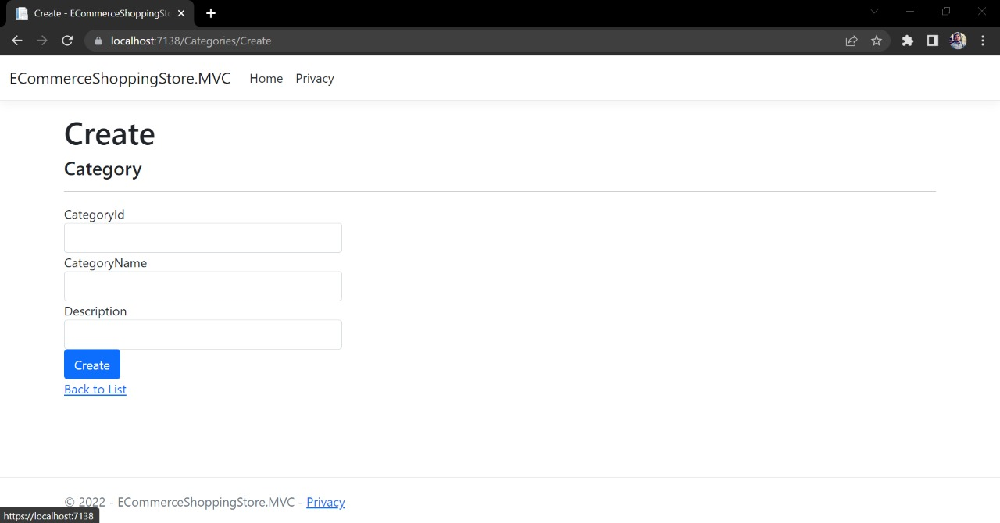 Create - ECommerceShoppingSto
localhost:7138/Categories/Create
ECommerceShoppingStore.MVC Home Privacy
Create
Category
CategoryId
CategoryName
Description
Create
Back to List
© 2022 - ECommerceShoppingStore.MVC - Privacy
https://localhost:7138